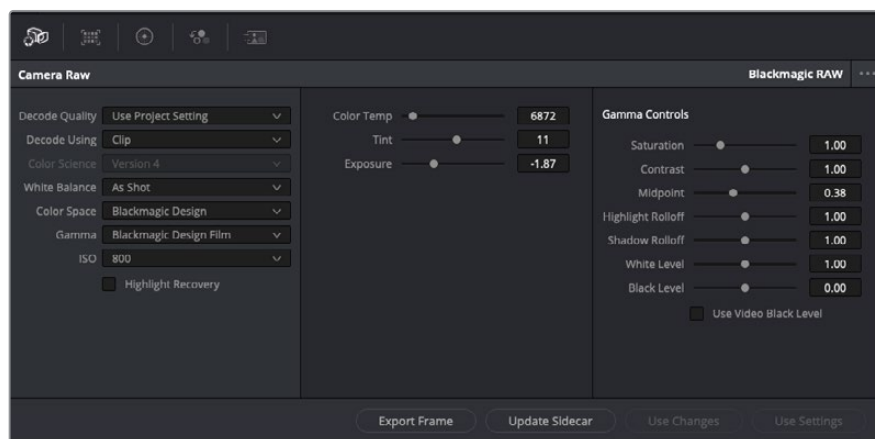 Camera Raw
Blackmagic RAW
Decode Quality Use Project Setting
Decode Using Clip
Color Science Version 4
White Balance As Shot
Color Space Blackmagic Design
Gamma Blackmagic Design Film
ISO 800
Highlight Recovery
Color Temp 6872
Tint 11
Exposure -1.87
Gamma Controls
Saturation 1.00
Contrast 1.00
Midpoint 0.38
Highlight Rolloff 1.00
Shadow Rolloff 1.00
White Level 1.00
Black Level 0.00
Use Video Black Level
Export Frame Update Sidecar Use Changes Use Settings